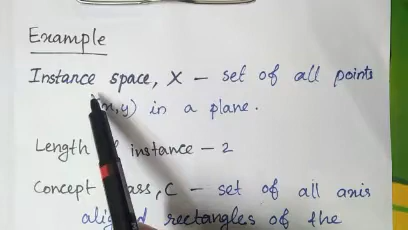 Example
Instance space, X – set of all points
(x,y) in a plane.
Length instance – 2
Concept C – set of all axis
rectangles of the